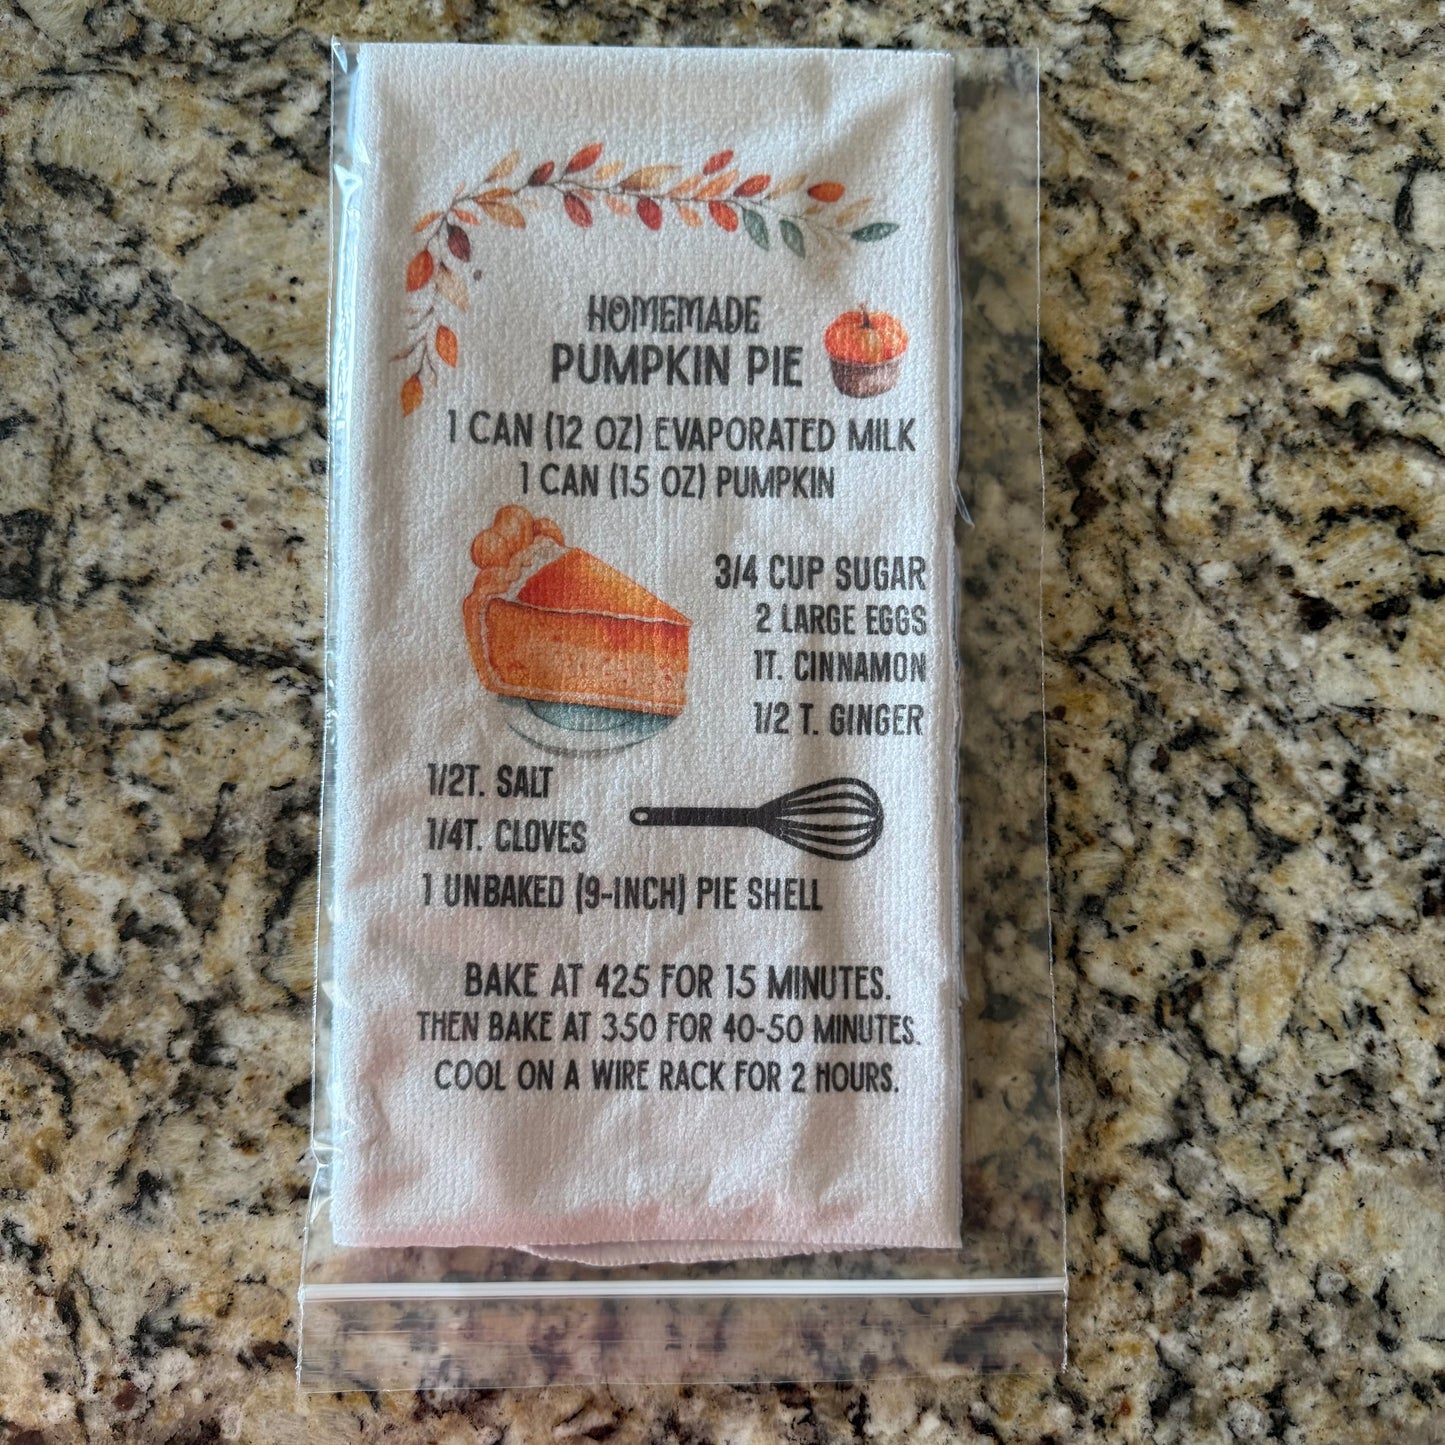 HOMEMADE
PUMPKIN PIE
1 CAN (12 OZ) EVAPORATED MILK
1 CAN (15 OZ) PUMPKIN
3/4 CUP SUGAR
2 LARGE EGGS
1T. CINNAMON
1/2 T. GINGER
1/2T. SALT
1/4T. CLOVES
1 UNBAKED (9-INCH) PIE SHELL
BAKE AT 425 FOR 15 MINUTES.
THEN BAKE AT 350 FOR 40-50 MINUTES.
COOL ON A WIRE RACK FOR 2 HOURS.